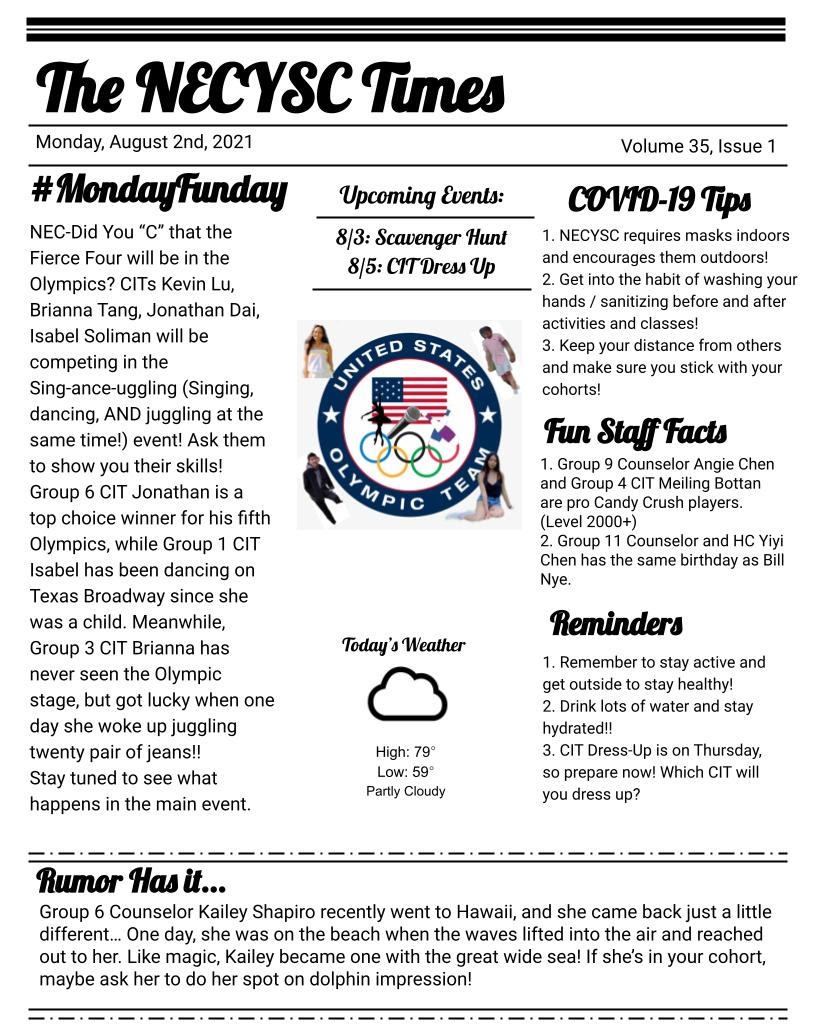 The NECYSC Times
Monday, August 2nd, 2021
Volume 35, Issue 1
#MondayFunday
NEC-Did You “C” that the
Fierce Four will be in the
Olympics? CITs Kevin Lu,
Brianna Tang, Jonathan Dai,
Isabel Soliman will be
competing in the
Sing-ance-uggling (Singing,
dancing, AND juggling at the
same time!) event! Ask them
to show you their skills!
Group 6 CIT Jonathan is a
top choice winner for his fifth
Olympics, while Group 1 CIT
Isabel has been dancing on
Texas Broadway since she
was a child. Meanwhile,
Group 3 CIT Brianna has
never seen the Olympic
stage, but got lucky when one
day she woke up juggling
twenty pair of jeans!!
Stay tuned to see what
happens in the main event.
Upcoming Events:
8/3: Scavenger Hunt
8/5: CIT Dress Up
UNITED STATES
OLYMPIC TEAM
Today's Weather
High: 79°
Low: 59°
Partly Cloudy
COVID-19 Tips
1. NECYSC requires masks indoors
and encourages them outdoors!
2. Get into the habit of washing your
hands / sanitizing before and after
activities and classes!
3. Keep your distance from others
and make sure you stick with your
cohorts!
Fun Staff Facts
1. Group 9 Counselor Angie Chen
and Group 4 CIT Meiling Bottan
are pro Candy Crush players.
(Level 2000+)
2. Group 11 Counselor and HC Yiyi
Chen has the same birthday as Bill
Nye.
Reminders
1. Remember to stay active and
get outside to stay healthy!
2. Drink lots of water and stay
hydrated!!
3. CIT Dress-Up is on Thursday,
so prepare now! Which CIT will
you dress up?
Rumor Has it...
Group 6 Counselor Kailey Shapiro recently went to Hawaii, and she came back just a little
different… One day, she was on the beach when the waves lifted into the air and reached
out to her. Like magic, Kailey became one with the great wide sea! If she’s in your cohort,
maybe ask her to do her spot on dolphin impression!